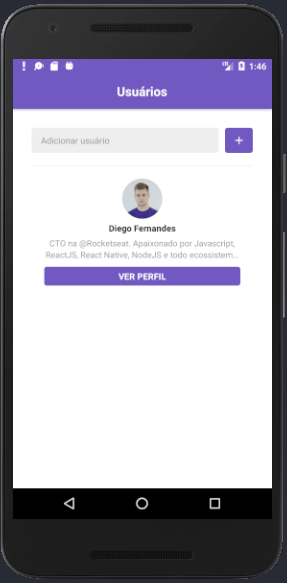 1:46
Usuários
Adicionar usuário
+
Diego Fernandes
CTO na @Rocketseat. Apaixonado por Javascript,
ReactJS, React Native, NodeJS e todo ecossistem...
VER PERFIL